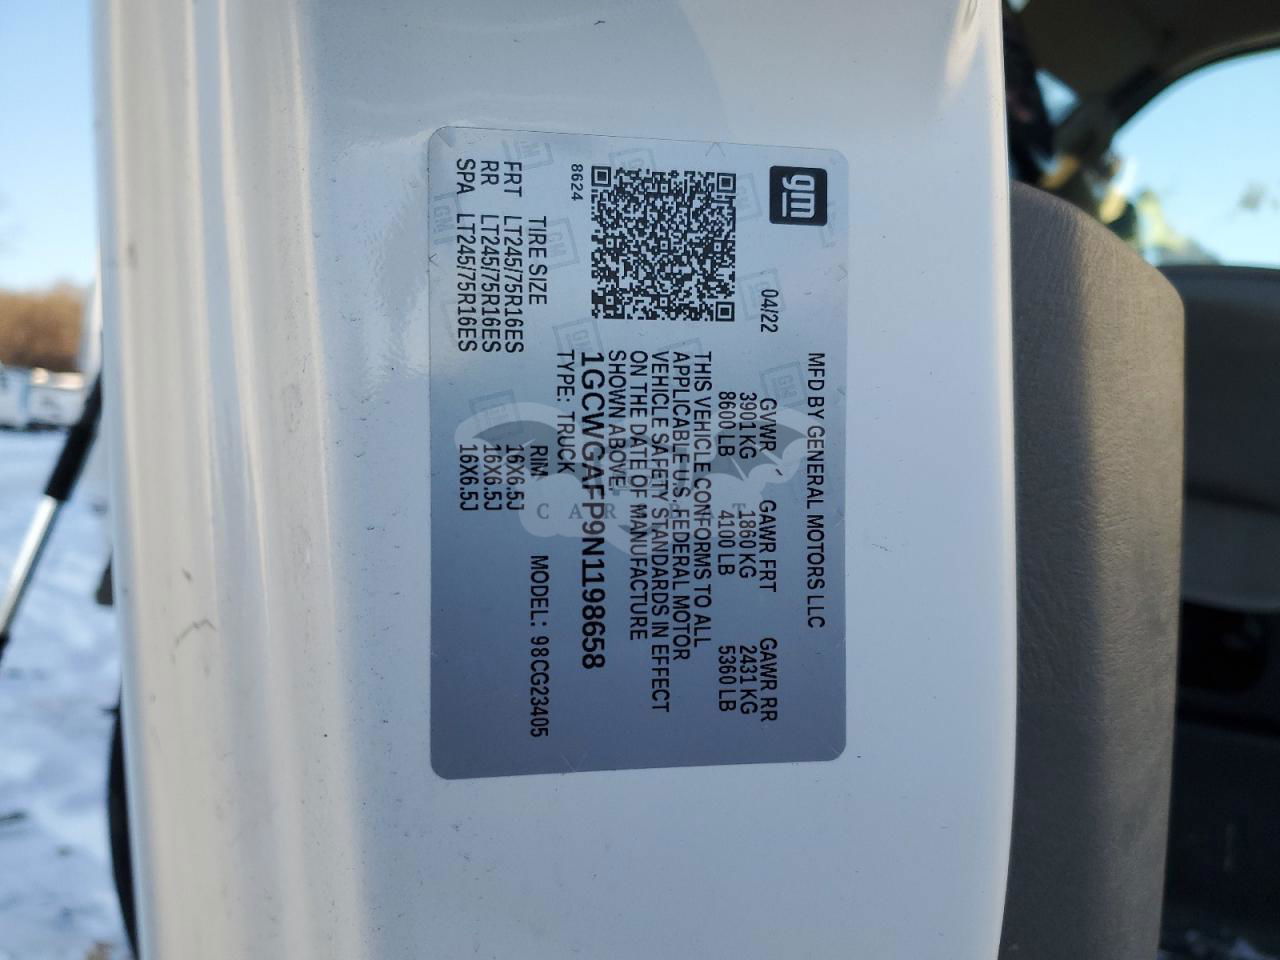 gm
MFD BY GENERAL MOTORS LLC
04/22
GVWR GAWR FRT GAWR RR
3901 KG 1860 KG 2431 KG
8600 LB 4100 LB 5360 LB
THIS VEHICLE CONFORMS TO ALL
APPLICABLE U.S. FEDERAL MOTOR
VEHICLE SAFETY STANDARDS IN EFFECT
ON THE DATE OF MANUFACTURE
SHOWN ABOVE.
1GCWGAFP9N1198658
8624
TYPE: TRUCK
TIRE SIZE RIM MODEL: 98CG23405
FRT LT245/75R16ES 16X6.5J
RR LT245/75R16ES 16X6.5J
SPA LT245/75R16ES 16X6.5J